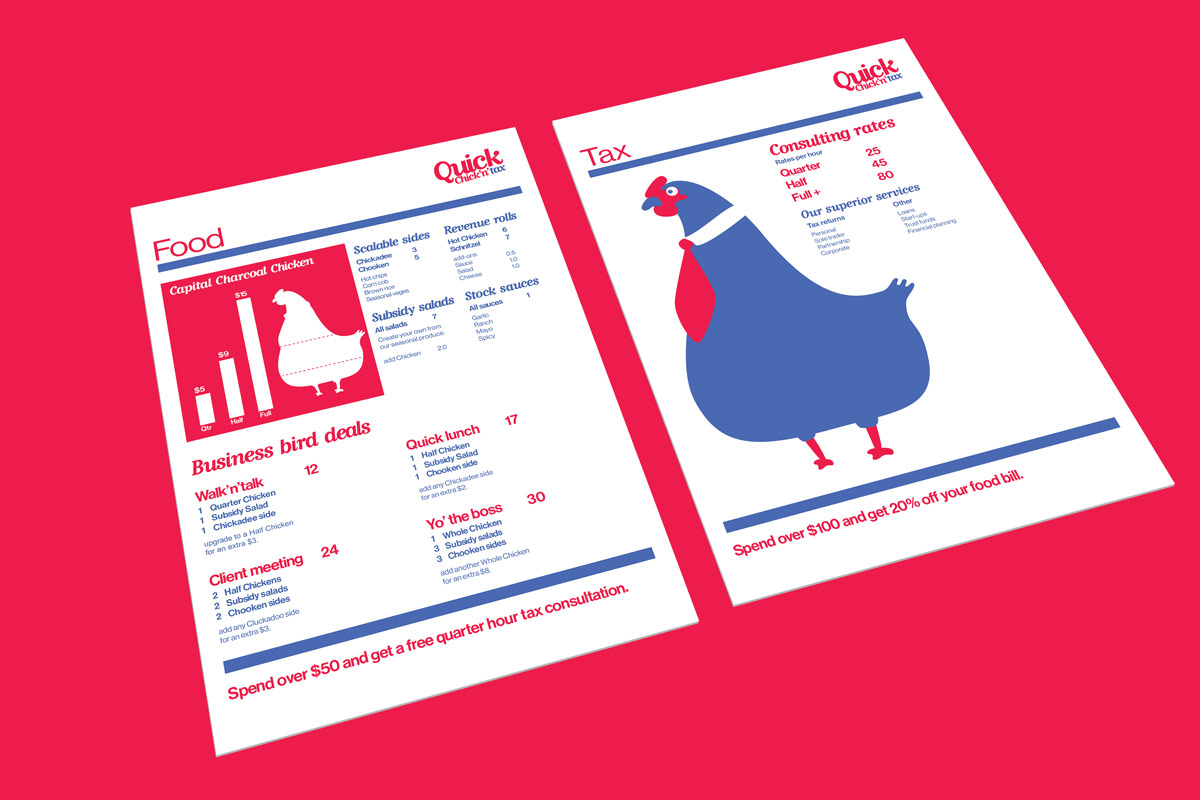 Quick
Chick'n'tax
Food
Capital Charcoal Chicken
$5
$9
$15
Qtr
Half
Full
Scalable sides
Chickadee 3
Chooken 5
Hot chips
Corn cob
Brown rice
Seasonal veges
Revenue rolls
Hot Chicken 6
Schnitzel 7
add-ons
Sauce 0.5
Salad 1.0
Cheese 1.0
Subsidy salads
All salads 7
Create your own from
our seasonal produce.
add Chicken 2.0
Stock sauces
All sauces 1
Garlic
Ranch
Mayo
Spicy
Business bird deals
Walk'n'talk 12
1 Quarter Chicken
1 Subsidy Salad
1 Chickadee side
upgrade to a Half Chicken
for an extra $3.
Client meeting 24
2 Half Chickens
2 Subsidy salads
2 Chooken sides
add any Cluckadoo side
for an extra $3.
Quick lunch 17
1 Half Chicken
1 Subsidy Salad
1 Chooken side
add any Chickadee side
for an extra $2.
Yo' the boss 30
1 Whole Chicken
3 Subsidy salads
3 Chooken sides
add another Whole Chicken
for an extra $8.
Spend over $50 and get a free quarter hour tax consultation.
Quick
Chick'n'tax
Tax
Consulting rates
Rates per hour
Quarter 25
Half 45
Full + 80
Our superior services
Tax returns
Personal
Sole trader
Partnership
Corporate
Other
Loans
Start-ups
Trust funds
Financial planning
Spend over $100 and get 20% off your food bill.